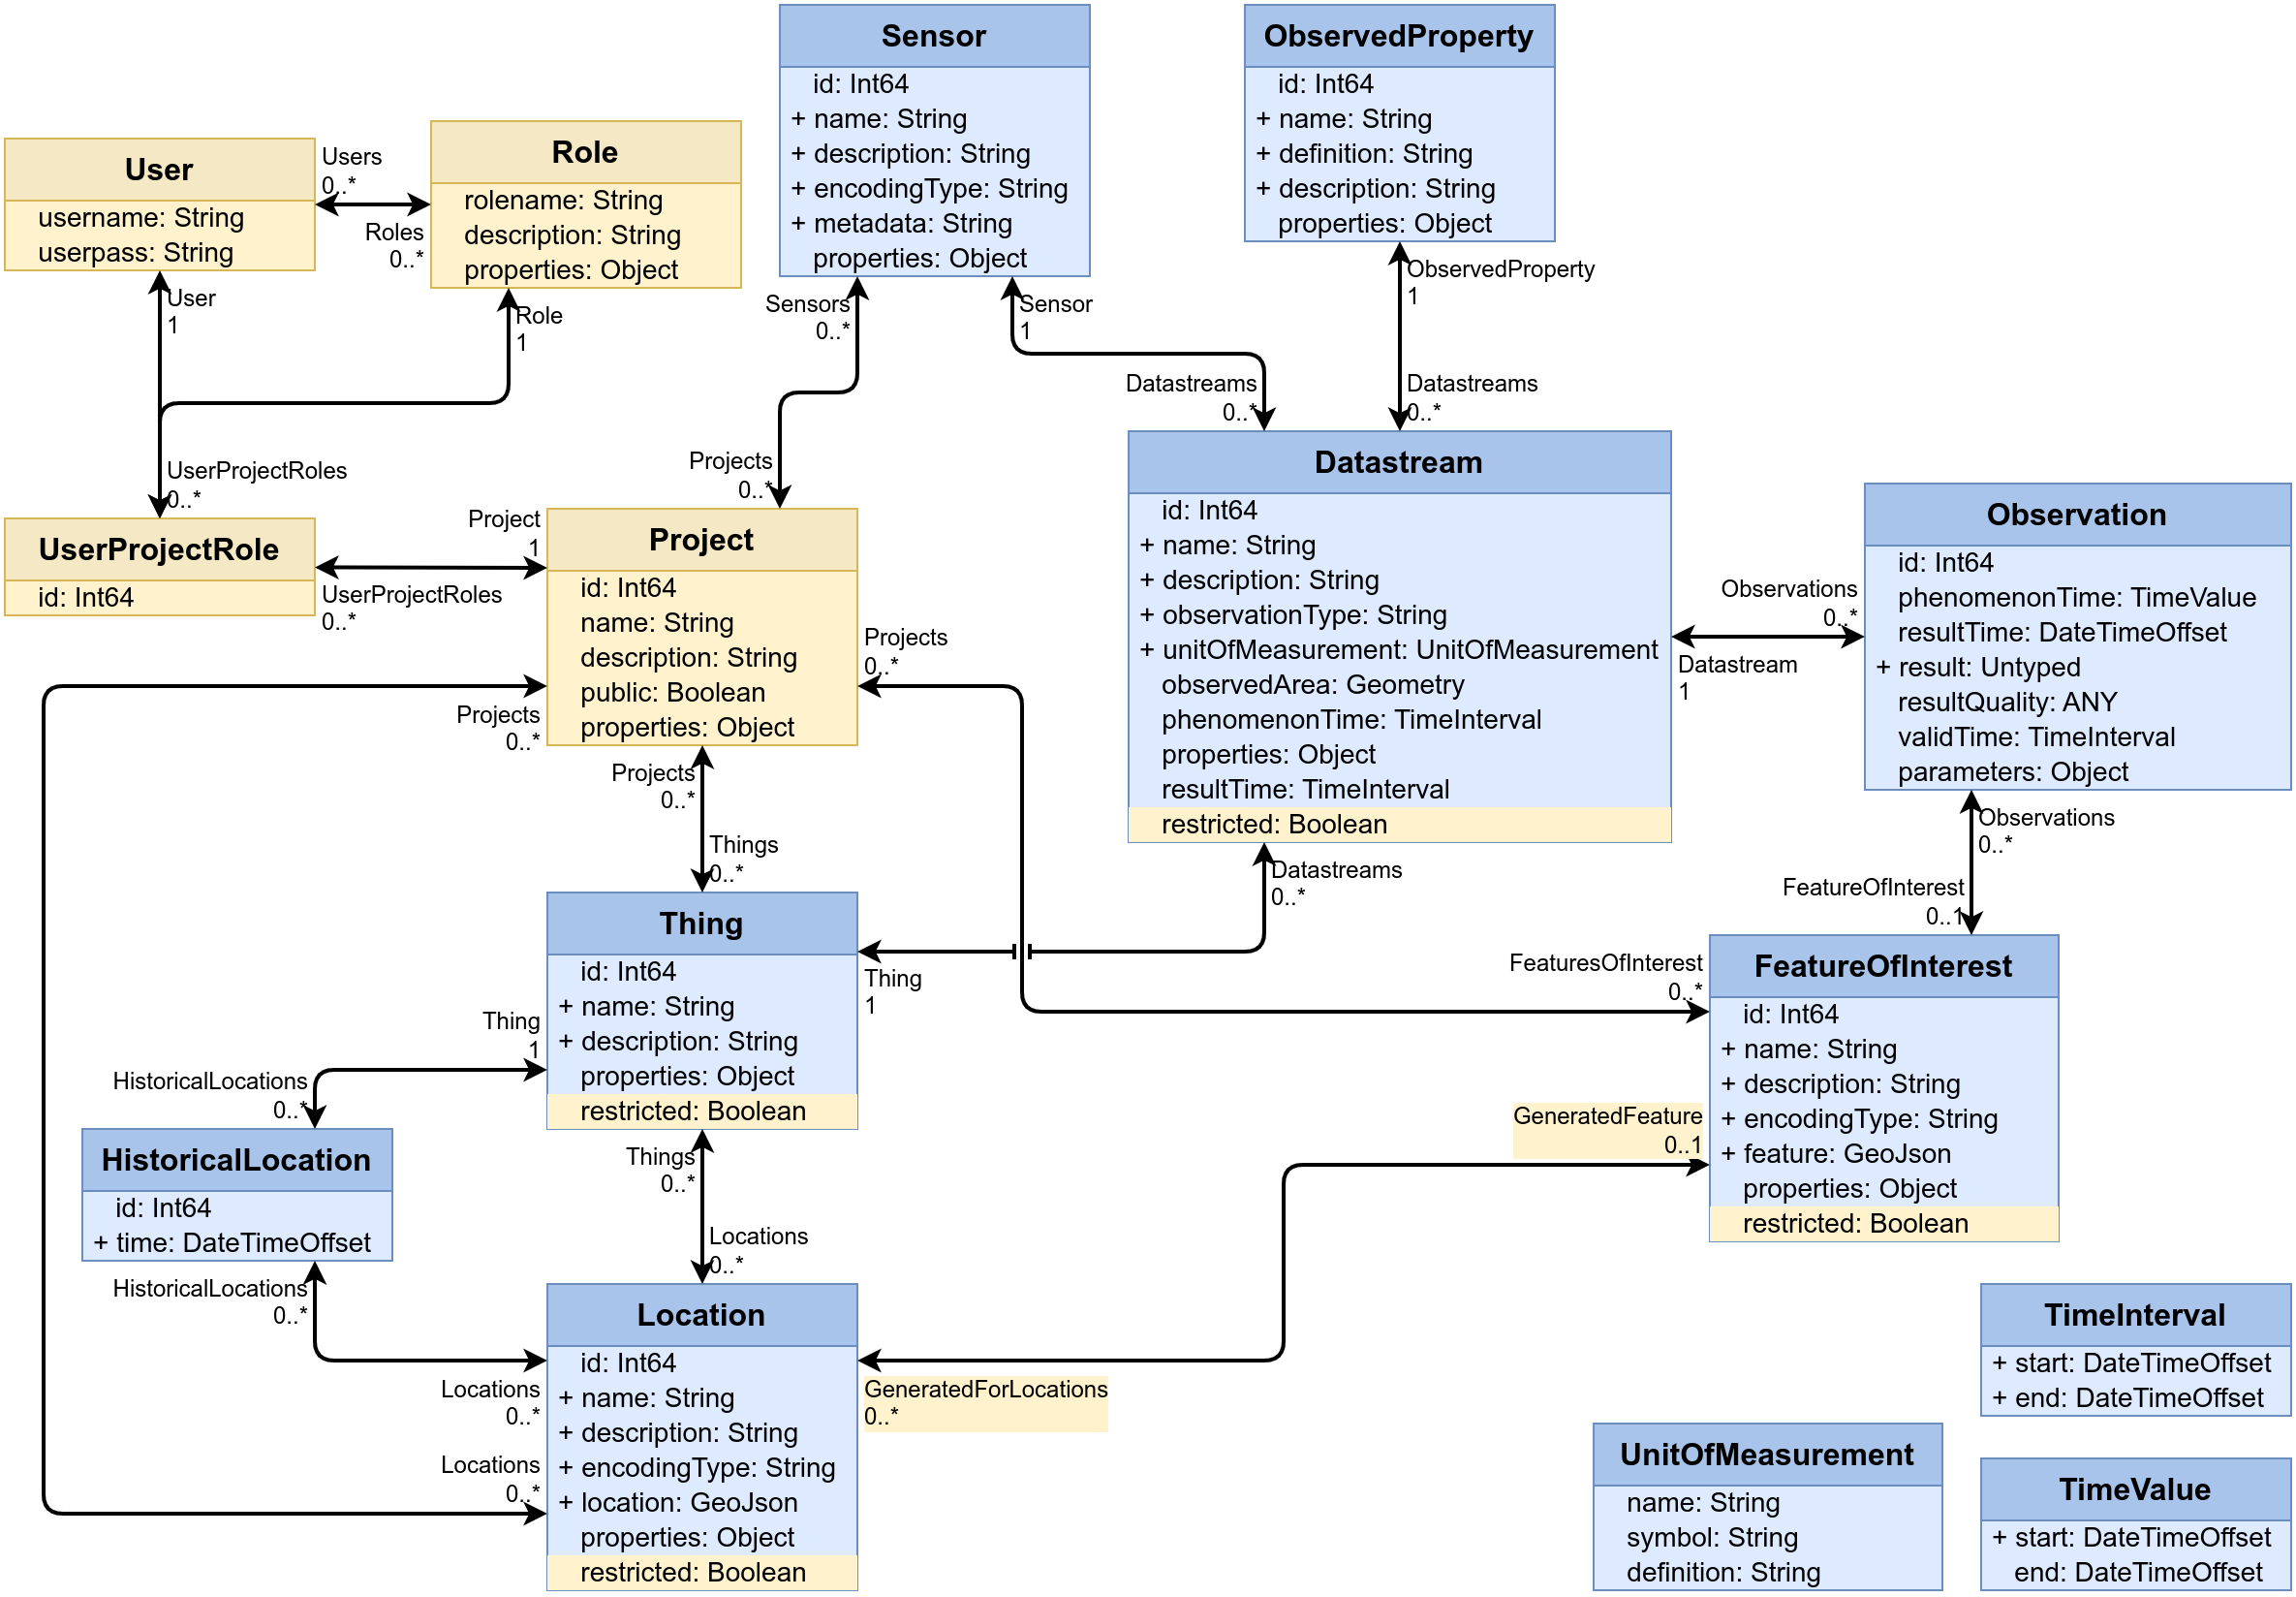 Sensor
id: Int64
+ name: String
+ description: String
+ encodingType: String
+ metadata: String
properties: Object
ObservedProperty
id: Int64
+ name: String
+ definition: String
+ description: String
properties: Object
User
username: String
userpass: String
Users
0..*
Roles
0..*
Role
rolename: String
description: String
properties: Object
User
1
Role
1
Sensors
0..*
Sensor
1
ObservedProperty
1
Datastreams
0..*
Datastreams
0..*
UserProjectRoles
0..*
Projects
0..*
UserProjectRole
id: Int64
Project
1
UserProjectRoles
0..*
Project
id: Int64
name: String
description: String
public: Boolean
properties: Object
Projects
0..*
Projects
0..*
Projects
0..*
Things
0..*
Datastream
id: Int64
+ name: String
+ description: String
+ observationType: String
+ unitOfMeasurement: UnitOfMeasurement
observedArea: Geometry
phenomenonTime: TimeInterval
properties: Object
resultTime: TimeInterval
restricted: Boolean
Observations
0..*
Datastream
1
Observation
id: Int64
phenomenonTime: TimeValue
resultTime: DateTimeOffset
+ result: Untyped
resultQuality: ANY
validTime: TimeInterval
parameters: Object
Datastreams
0..*
Observations
0..*
FeatureOfInterest
0..1
Thing
id: Int64
+ name: String
+ description: String
properties: Object
restricted: Boolean
Thing
1
Thing
1
FeaturesOfInterest
0..*
FeatureOfInterest
id: Int64
+ name: String
+ description: String
+ encodingType: String
+ feature: GeoJson
properties: Object
restricted: Boolean
HistoricalLocations
0..*
HistoricalLocation
id: Int64
+ time: DateTimeOffset
HistoricalLocations
0..*
Things
0..*
Locations
0..*
GeneratedFeature
0..1
Location
id: Int64
+ name: String
+ description: String
+ encodingType: String
+ location: GeoJson
properties: Object
restricted: Boolean
Locations
0..*
Locations
0..*
GeneratedForLocations
0..*
TimeInterval
+ start: DateTimeOffset
+ end: DateTimeOffset
UnitOfMeasurement
name: String
symbol: String
definition: String
TimeValue
+ start: DateTimeOffset
end: DateTimeOffset